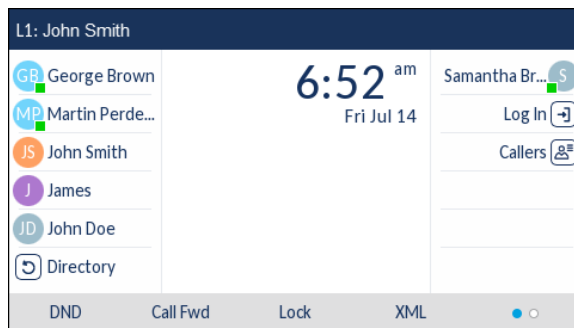 L1: John Smith
GB George Brown
MP Martin Perde...
JS John Smith
J James
JD John Doe
Directory
6:52 am
Fri Jul 14
Samantha Br... S
Log In
Callers
DND Call Fwd Lock XML